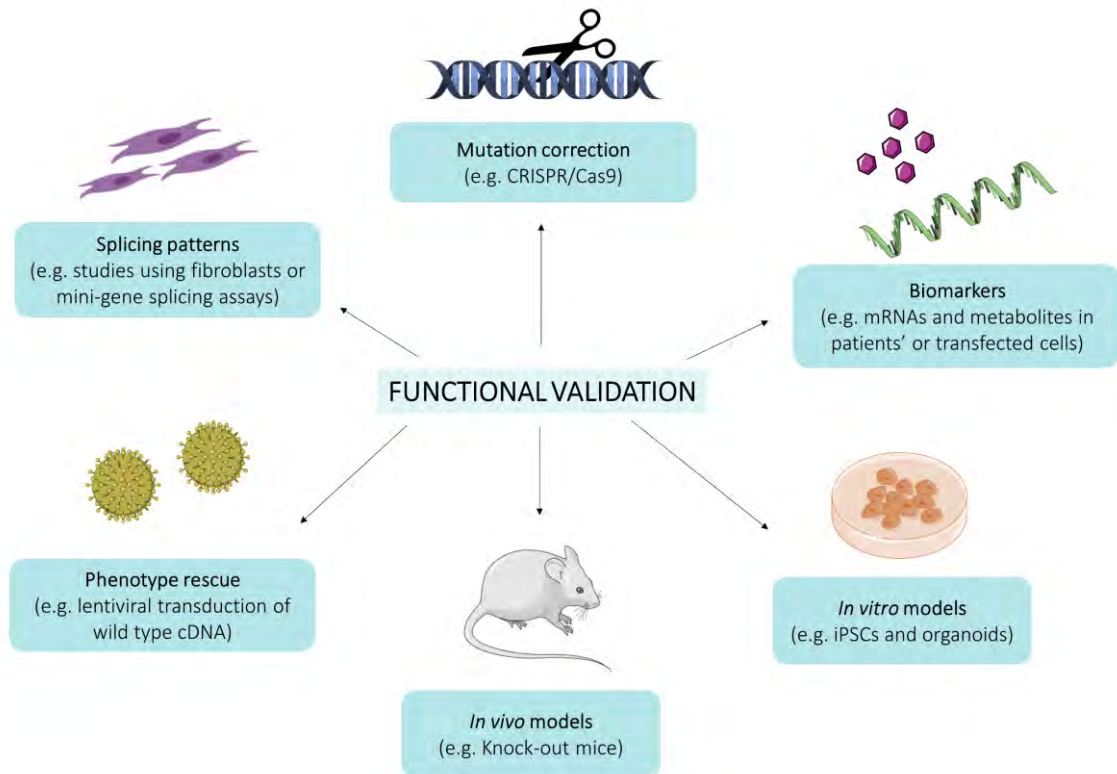 Mutation correction
(e.g. CRISPR/Cas9)
Splicing patterns
(e.g. studies using fibroblasts or
mini-gene splicing assays)
Biomarkers
(e.g. mRNAs and metabolites in
patients’ or transfected cells)
FUNCTIONAL VALIDATION
Phenotype rescue
(e.g. lentiviral transduction of
wild type cDNA)
In vitro models
(e.g. iPSCs and organoids)
In vivo models
(e.g. Knock-out mice)